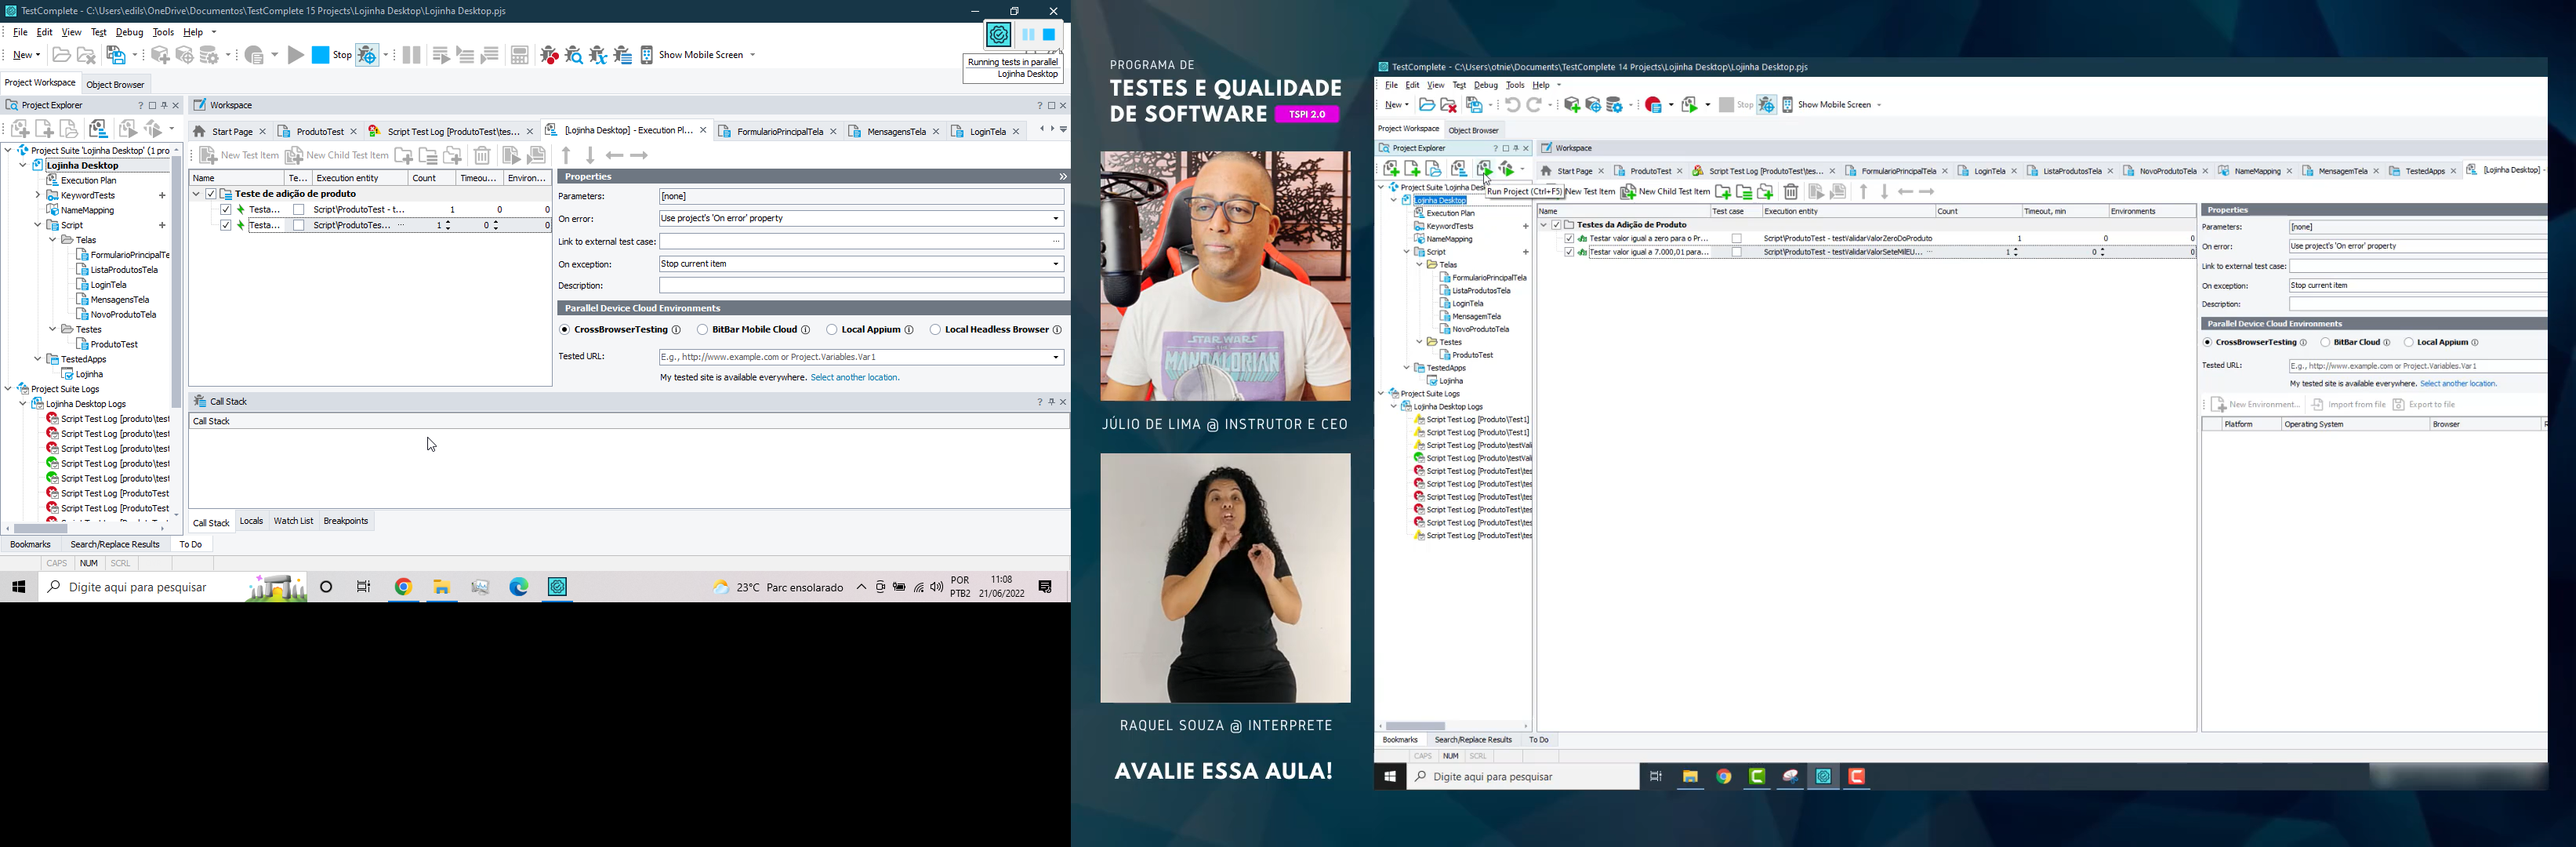 TestComplete - C:\Users\edils\OneDrive\Documentos\TestComplete 15 Projects\Lojinha Desktop\Lojinha Desktop.pjs
File Edit View Test Debug Tools Help
New Stop Show Mobile Screen
Running tests in parallel
Lojinha Desktop
Project Workspace Object Browser
Project Explorer
Workspace
Start Page ProdutoTest Script Test Log [ProdutoTest\tes... [Lojinha Desktop] - Execution Pl... FormularioPrincipalTela MensagensTela LoginTela
New Test Item New Child Test Item
Project Suite 'Lojinha Desktop' (1 pro
Lojinha Desktop
Execution Plan
KeywordTests
NameMapping
Script
Telas
FormularioPrincipalTe
ListaProdutosTela
LoginTela
MensagensTela
NovoProdutoTela
Testes
ProdutoTest
TestedApps
Lojinha
Project Suite Logs
Lojinha Desktop Logs
Script Test Log [produto\test
Script Test Log [produto\test
Script Test Log [produto\test
Script Test Log [produto\test
Script Test Log [produto\test
Script Test Log [ProdutoTest
Script Test Log [ProdutoTest
Name Te... Execution entity Count Timeou... Environ...
Teste de adição de produto
Testa... Script\ProdutoTest - t... 1 0 0
Testa... Script\ProdutoTes... ... 1 0 0
Properties
Parameters: [none]
On error: Use project's 'On error' property
Link to external test case: ...
On exception: Stop current item
Description:
Parallel Device Cloud Environments
CrossBrowserTesting BitBar Mobile Cloud Local Appium Local Headless Browser
Tested URL: E.g., http://www.example.com or Project.Variables.Var1
My tested site is available everywhere. Select another location.
Call Stack
Call Stack
Call Stack Locals Watch List Breakpoints
Bookmarks Search/Replace Results To Do
CAPS NUM SCRL
Digite aqui para pesquisar
23°C Parc ensolarado
POR
PTB2
11:08
21/06/2022
PROGRAMA DE
TESTES E QUALIDADE
DE SOFTWARE TSPI 2.0
STAR WARS
THE
MANDALORIAN
JÚLIO DE LIMA @ INSTRUTOR E CEO
RAQUEL SOUZA @ INTERPRETE
AVALIE ESSA AULA!
TestComplete - C:\Users\otnie\Documents\TestComplete 14 Projects\Lojinha Desktop\Lojinha Desktop.pjs
File Edit View Test Debug Tools Help
New Stop Show Mobile Screen
Project Workspace Object Browser
Project Explorer
Workspace
Start Page ProdutoTest Script Test Log [ProdutoTest\tes... FormularioPrincipalTela LoginTela ListaProdutosTela NovoProdutoTela NameMapping MensagemTela TestedApps [Lojinha Desktop] -
Run Project (Ctrl+F5) New Test Item New Child Test Item
Project Suite 'Lojinha Des
Lojinha Desktop
Execution Plan
KeywordTests
NameMapping
Script
Telas
FormularioPrincipalTela
ListaProdutosTela
LoginTela
MensagemTela
NovoProdutoTela
Testes
ProdutoTest
TestedApps
Lojinha
Project Suite Logs
Lojinha Desktop Logs
Script Test Log [Produto\Test1]
Script Test Log [Produto\Test1]
Script Test Log [Produto\testVali
Script Test Log [Produto\testVal
Script Test Log [ProdutoTest\tes
Script Test Log [ProdutoTest\tes
Script Test Log [ProdutoTest\tes
Script Test Log [ProdutoTest\tes
Script Test Log [ProdutoTest\tes
Script Test Log [ProdutoTest\tes
Name Test case Execution entity Count Timeout, min Environments
Testes da Adição de Produto
Testar valor igual a zero para o Pr... Script\ProdutoTest - testValidarValorZeroDoProduto 1 0 0
Testar valor igual a 7.000,01 para... Script\ProdutoTest - testValidarValorSeteMilEU... ... 1 0 0
Properties
Parameters: [none]
On error: Use project's 'On error' property
Link to external test case:
On exception: Stop current item
Description:
Parallel Device Cloud Environments
CrossBrowserTesting BitBar Cloud Local Appium
Tested URL: E.g., http://www.example.com or Project.Variables.Var1
My tested site is available everywhere. Select another location.
New Environment... Import from file Export to file
Platform Operating System Browser
Bookmarks Search/Replace Results To Do
CAPS NUM SCRL
Digite aqui para pesquisar